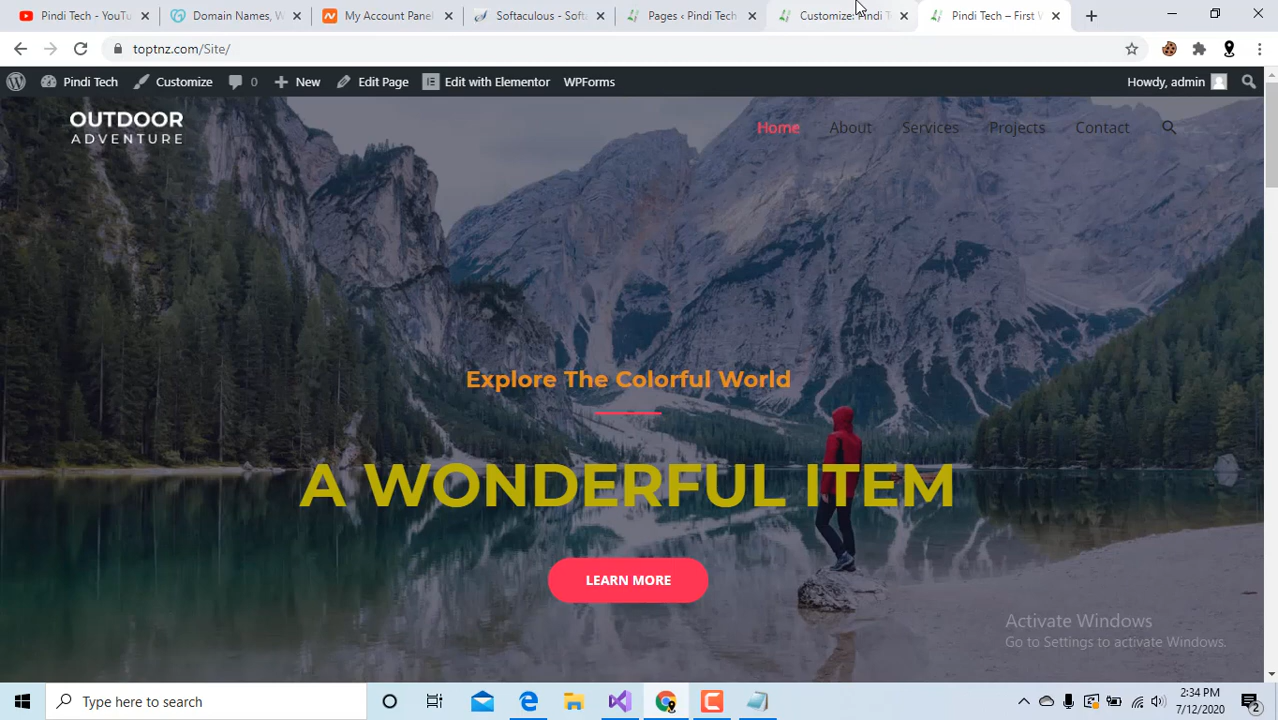 Pindi Tech - YouTu
Domain Names, W
My Account Panel
Softaculous - Softa
Pages ‹ Pindi Tech
Customize: Pindi T
Pindi Tech – First W
toptnz.com/Site/
Pindi Tech
Customize
0
New
Edit Page
Edit with Elementor
WPForms
Howdy, admin
OUTDOOR
ADVENTURE
Home
About
Services
Projects
Contact
Explore The Colorful World
A WONDERFUL ITEM
LEARN MORE
Activate Windows
Go to Settings to activate Windows.
Type here to search
2:34 PM
7/12/2020
2